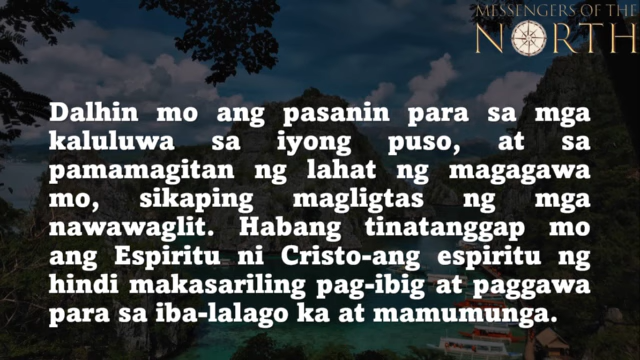 MESSENGERS OF THE
NORTH
Dalhin mo ang pasanin para sa mga
kaluluwa sa iyong puso, at sa
pamamagitan ng lahat ng magagawa
mo, sikaping magligtas ng mga
nawawaglit. Habang tinatanggap mo
ang Espiritu ni Cristo-ang espiritu ng
hindi makasariling pag-ibig at paggawa
para sa iba-lalago ka at mamumunga.